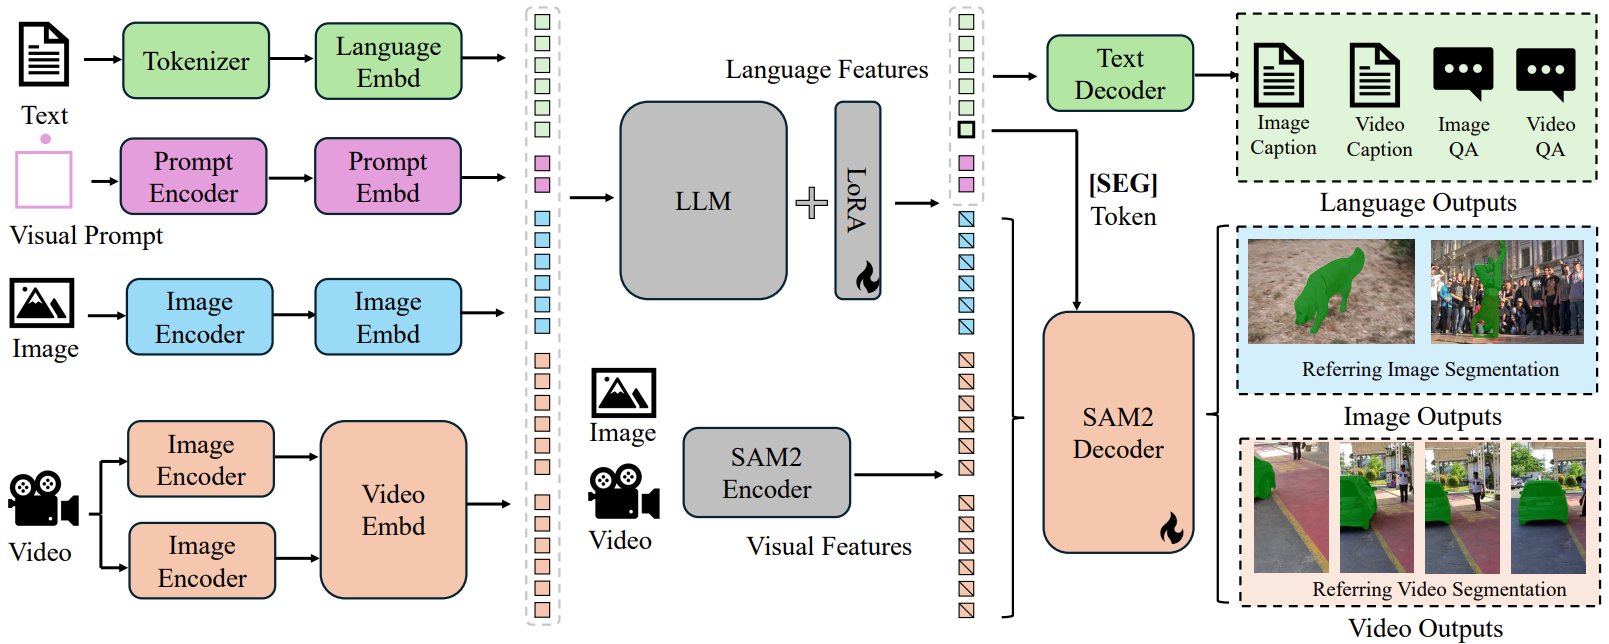 Text
Tokenizer
Language
Embd
Visual Prompt
Prompt
Encoder
Prompt
Embd
Image
Image
Encoder
Image
Embd
Video
Image
Encoder
Image
Encoder
Video
Embd
LLM
LoRA
Language Features
Image
Video
SAM2
Encoder
Visual Features
[SEG]
Token
Text
Decoder
SAM2
Decoder
Image
Caption
Video
Caption
Image
QA
Video
QA
Language Outputs
Referring Image Segmentation
Image Outputs
Referring Video Segmentation
Video Outputs